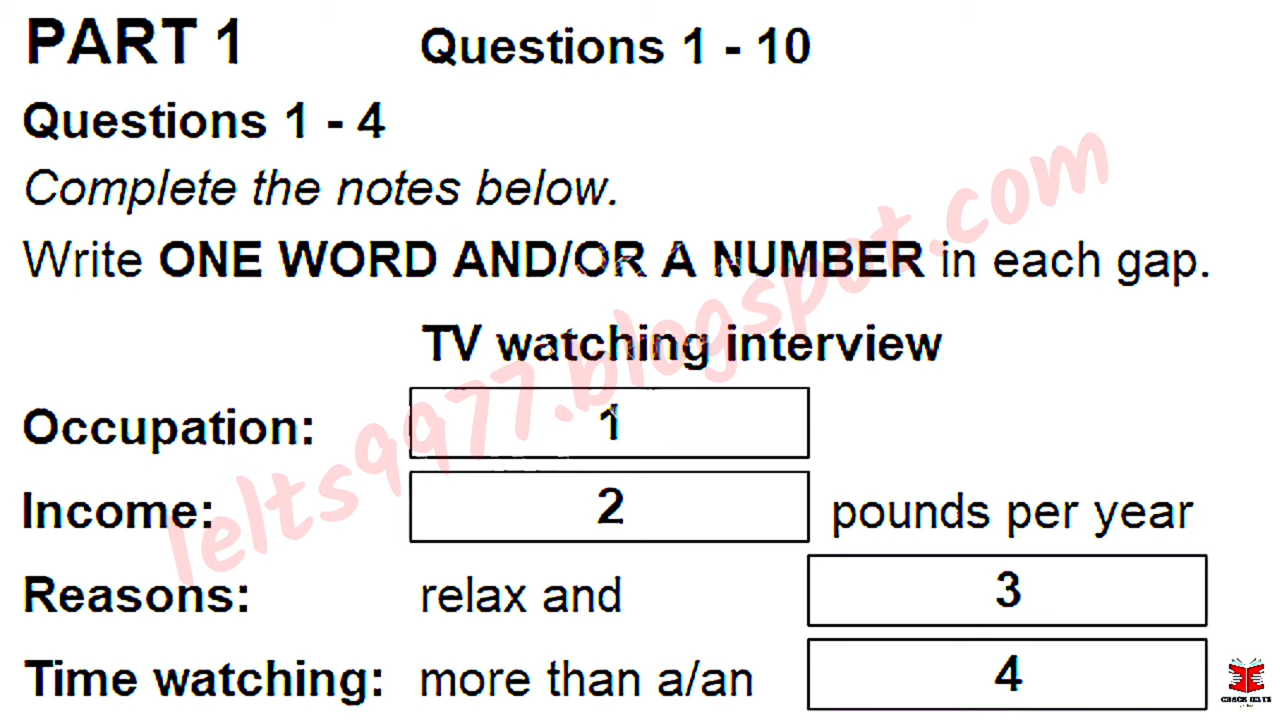 PART 1 Questions 1 - 10
Questions 1 - 4
Complete the notes below.
Write ONE WORD AND/OR A NUMBER in each gap.
TV watching interview
Occupation: 1
Income: 2 pounds per year
Reasons: relax and 3
Time watching: more than a/an 4
Ielts9977.blogspot.com
CRACK IELTS